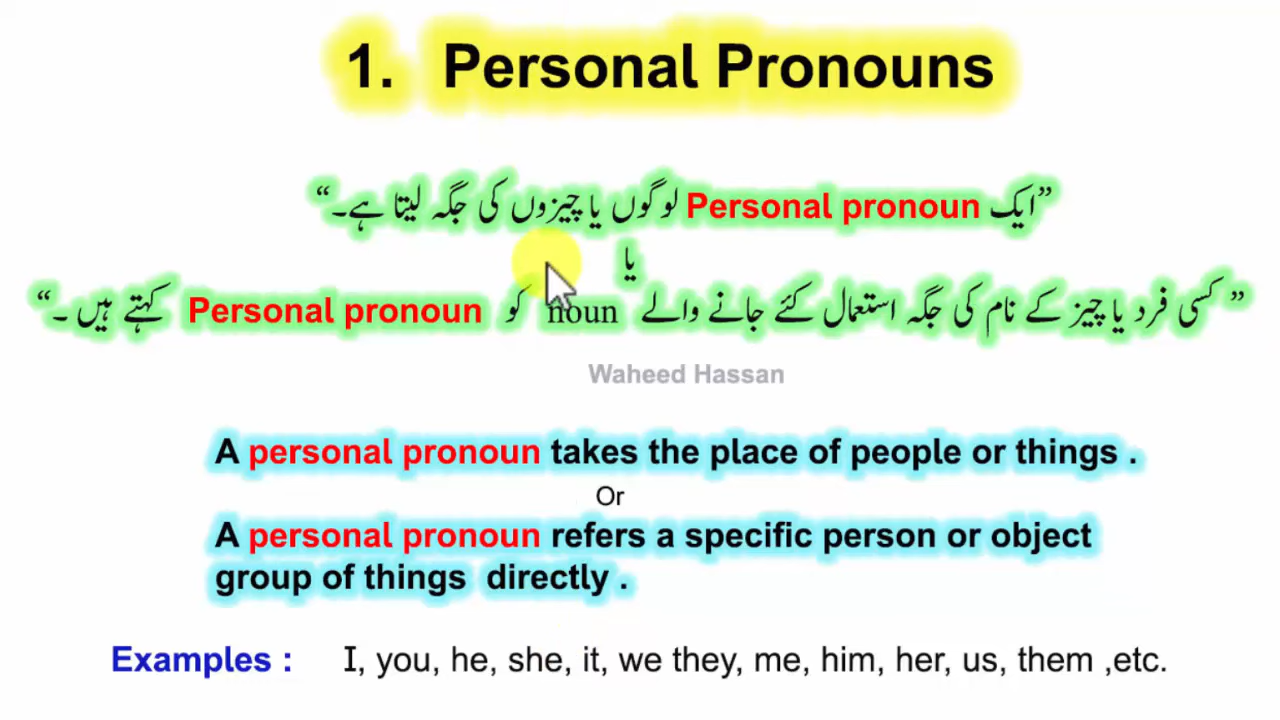 1. Personal Pronouns
”ایک Personal pronoun لوگوں یا چیزوں کی جگہ لیتا ہے۔“
یا
” کسی فرد یا چیز کے نام کی جگہ استعمال کئے جانے والے noun کو Personal pronoun کہتے ہیں ۔“
Waheed Hassan
A personal pronoun takes the place of people or things .
Or
A personal pronoun refers a specific person or object
group of things directly .
Examples : I, you, he, she, it, we they, me, him, her, us, them ,etc.